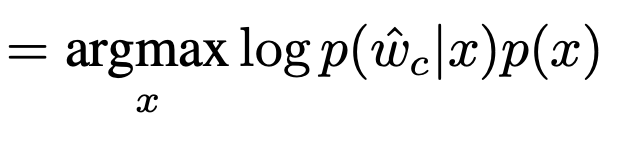 = argmax log p(ŵ_c|x)p(x)
x